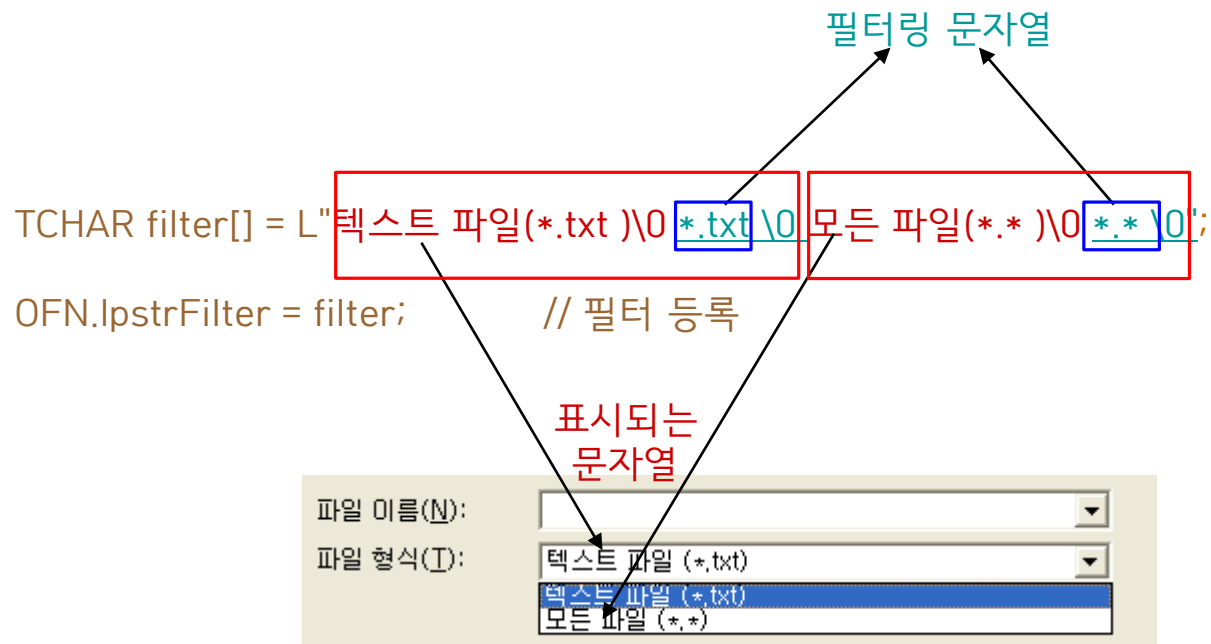 필터링 문자열
TCHAR filter[] = L"텍스트 파일(*.txt )\0 *.txt \0 모든 파일(*.* )\0 *.* \0";
OFN.lpstrFilter = filter; // 필터 등록
표시되는
문자열
파일 이름(N):
파일 형식(T): 텍스트 파일 (*.txt)
텍스트 파일 (*.txt)
모든 파일 (*.*)